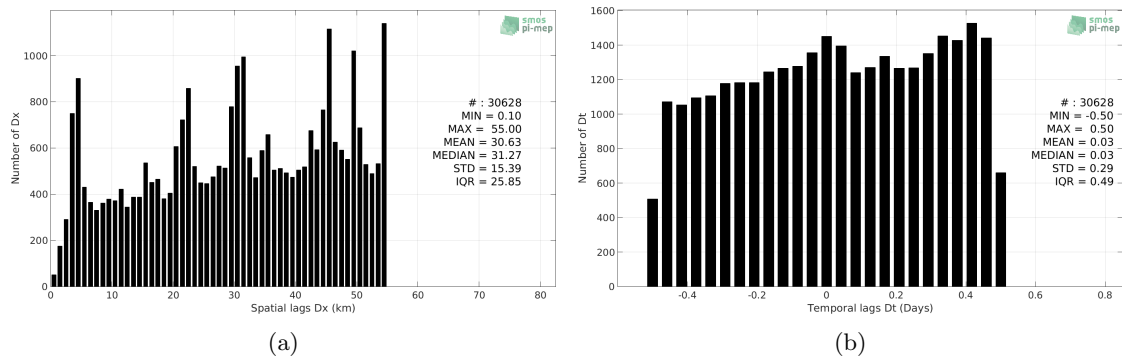 smos
pi-mep
1000
800
600
400
200
0
Number of Dx
# : 30628
MIN = 0.10
MAX = 55.00
MEAN = 30.63
MEDIAN = 31.27
STD = 15.39
IQR = 25.85
0 10 20 30 40 50 60 70 80
Spatial lags Dx (km)
(a)
smos
pi-mep
1600
1400
1200
1000
800
600
400
200
0
Number of Dt
# : 30628
MIN = -0.50
MAX = 0.50
MEAN = 0.03
MEDIAN = 0.03
STD = 0.29
IQR = 0.49
-0.4 -0.2 0 0.2 0.4 0.6 0.8
Temporal lags Dt (Days)
(b)